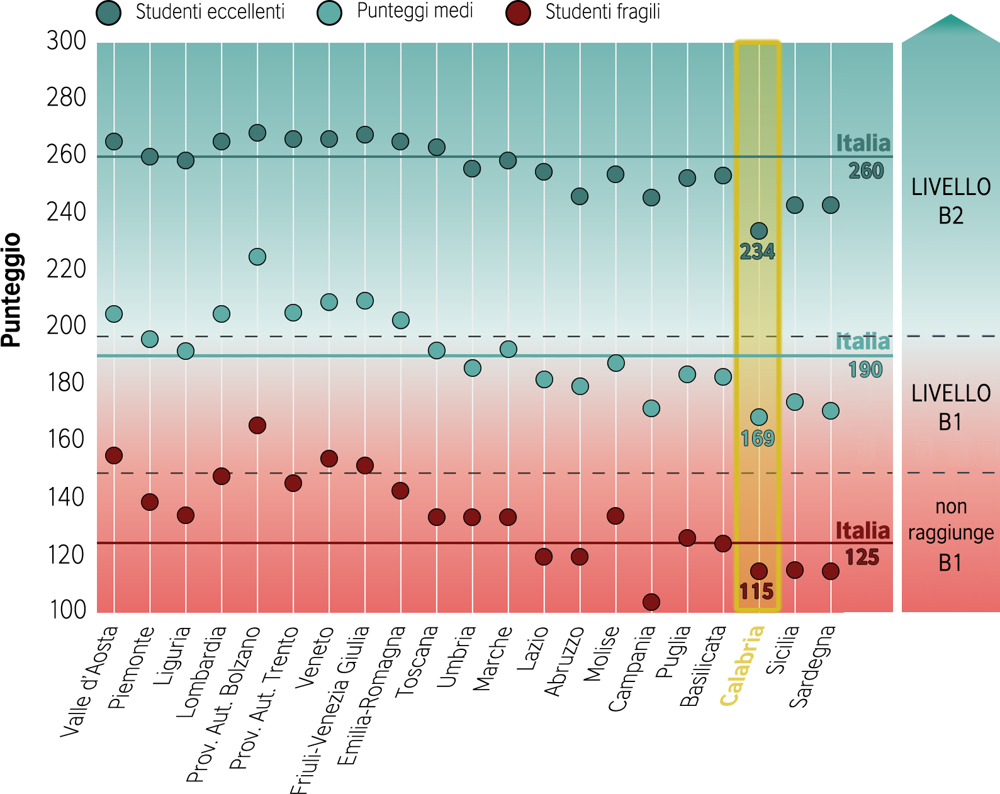 Studenti eccellenti
Punteggi medi
Studenti fragili
Punteggio
300
280
260
240
220
200
180
160
140
120
100
Italia
260
Italia
190
Italia
125
234
169
115
LIVELLO
B2
LIVELLO
B1
non
raggiunge
B1
Valle d'Aosta
Piemonte
Liguria
Lombardia
Prov. Aut. Bolzano
Prov. Aut. Trento
Veneto
Friuli-Venezia Giulia
Emilia-Romagna
Toscana
Umbria
Marche
Lazio
Abruzzo
Molise
Campania
Puglia
Basilicata
Calabria
Sicilia
Sardegna